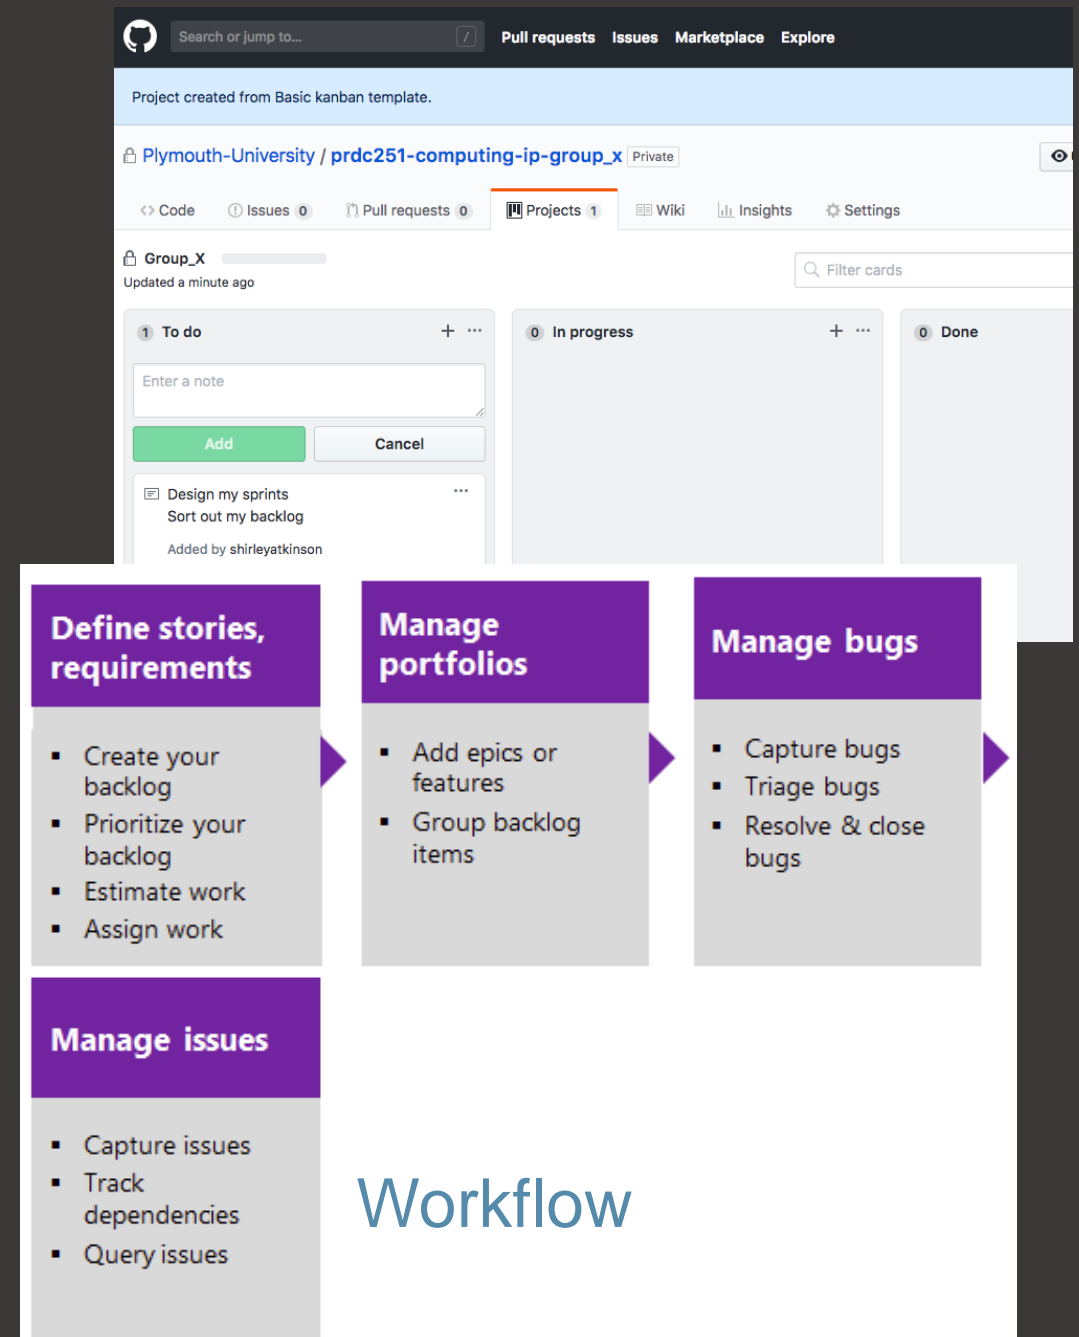 Search or jump to... /
Pull requests Issues Marketplace Explore
Project created from Basic kanban template.
Plymouth-University / prdc251-computing-ip-group_x Private
Code Issues 0 Pull requests 0 Projects 1 Wiki Insights Settings
Group_X
Updated a minute ago
Filter cards
1 To do
Enter a note
Add Cancel
Design my sprints
Sort out my backlog
Added by shirleyatkinson
0 In progress
0 Done
Define stories,
requirements
▪ Create your
backlog
▪ Prioritize your
backlog
▪ Estimate work
▪ Assign work
Manage
portfolios
▪ Add epics or
features
▪ Group backlog
items
Manage bugs
▪ Capture bugs
▪ Triage bugs
▪ Resolve & close
bugs
Manage issues
▪ Capture issues
▪ Track
dependencies
▪ Query issues
Workflow